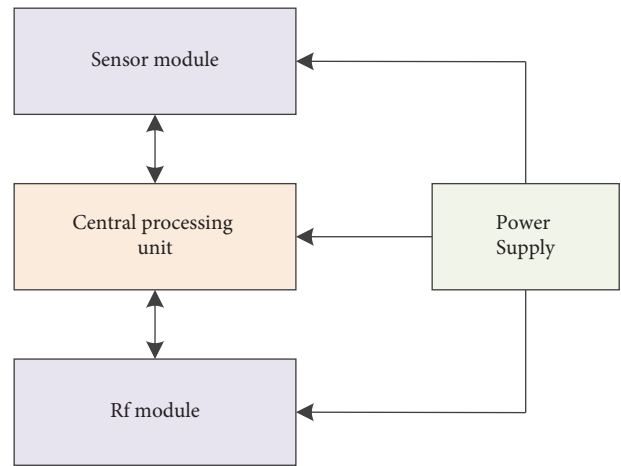 Sensor module
Central processing
unit
Power
Supply
Rf module